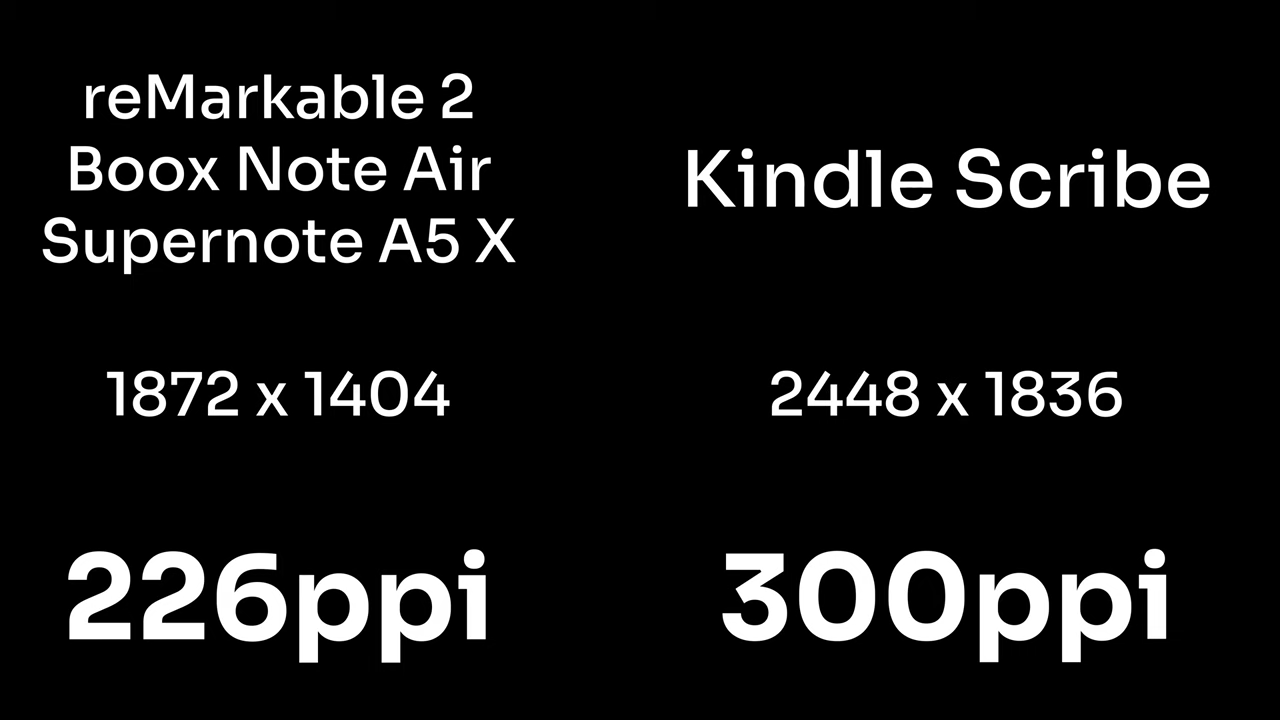 reMarkable 2
Boox Note Air
Supernote A5 X
1872 x 1404
226ppi
Kindle Scribe
2448 x 1836
300ppi